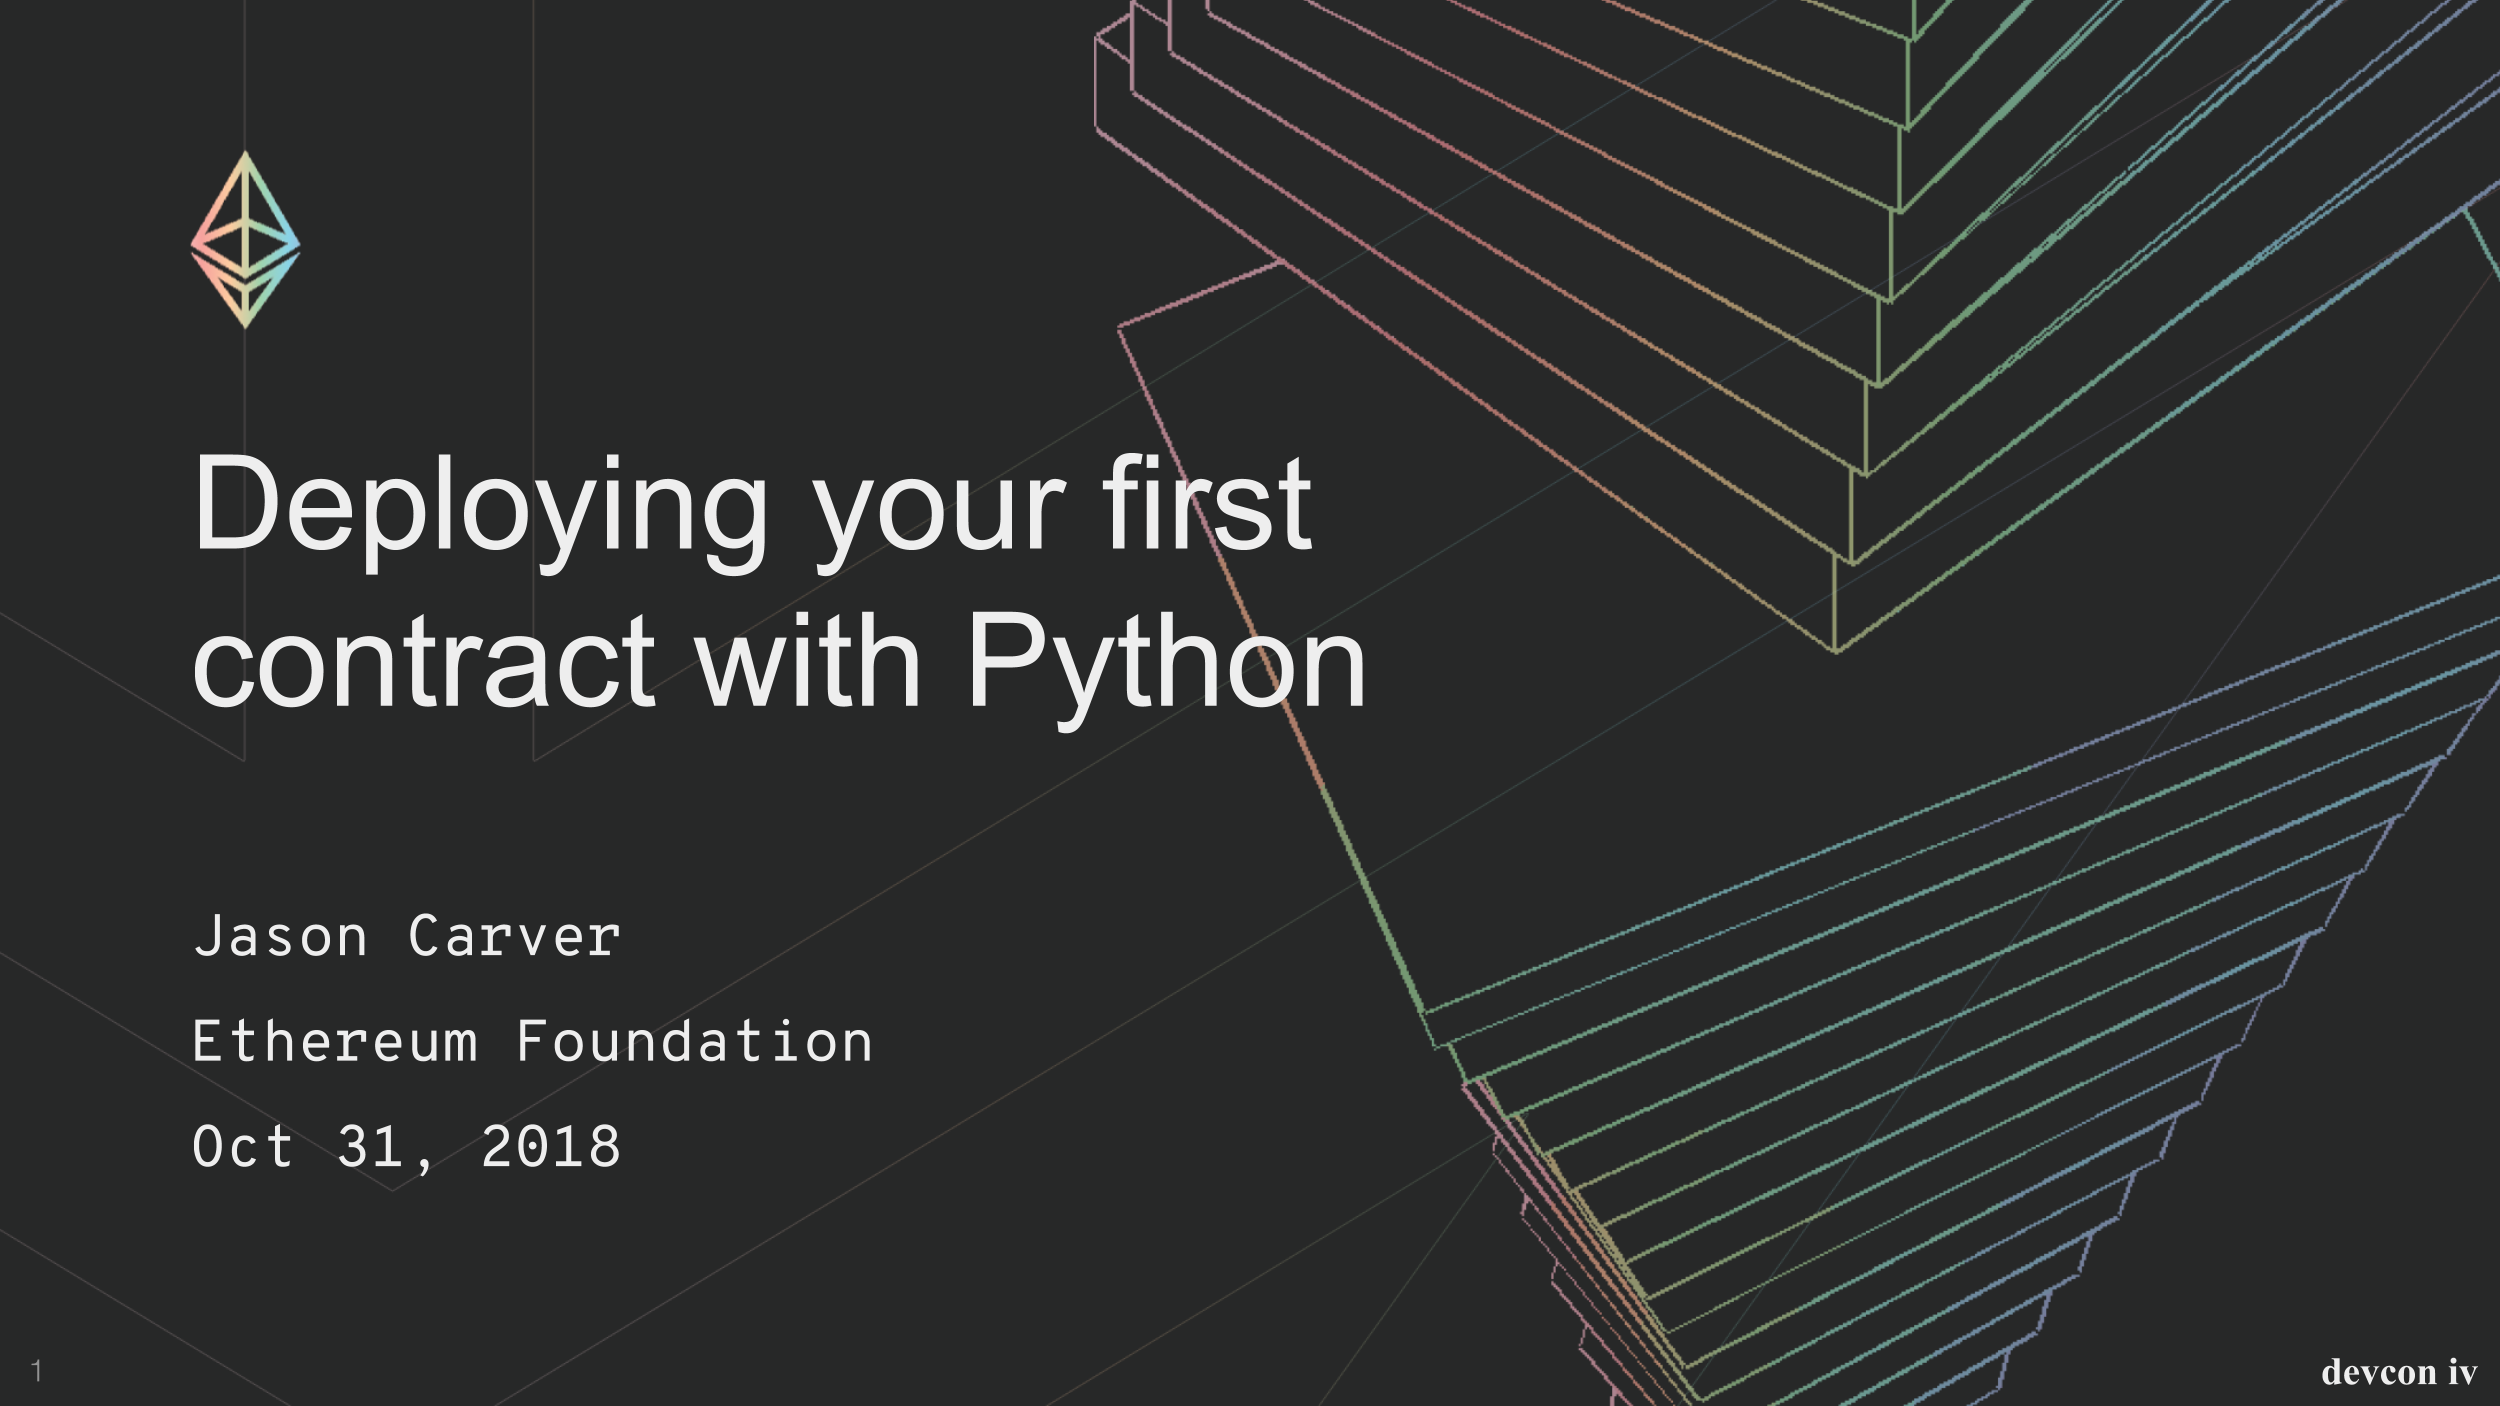 Deploying your first
contract with Python
Jason Carver
Ethereum Foundation
Oct 31, 2018
1
devcon iv